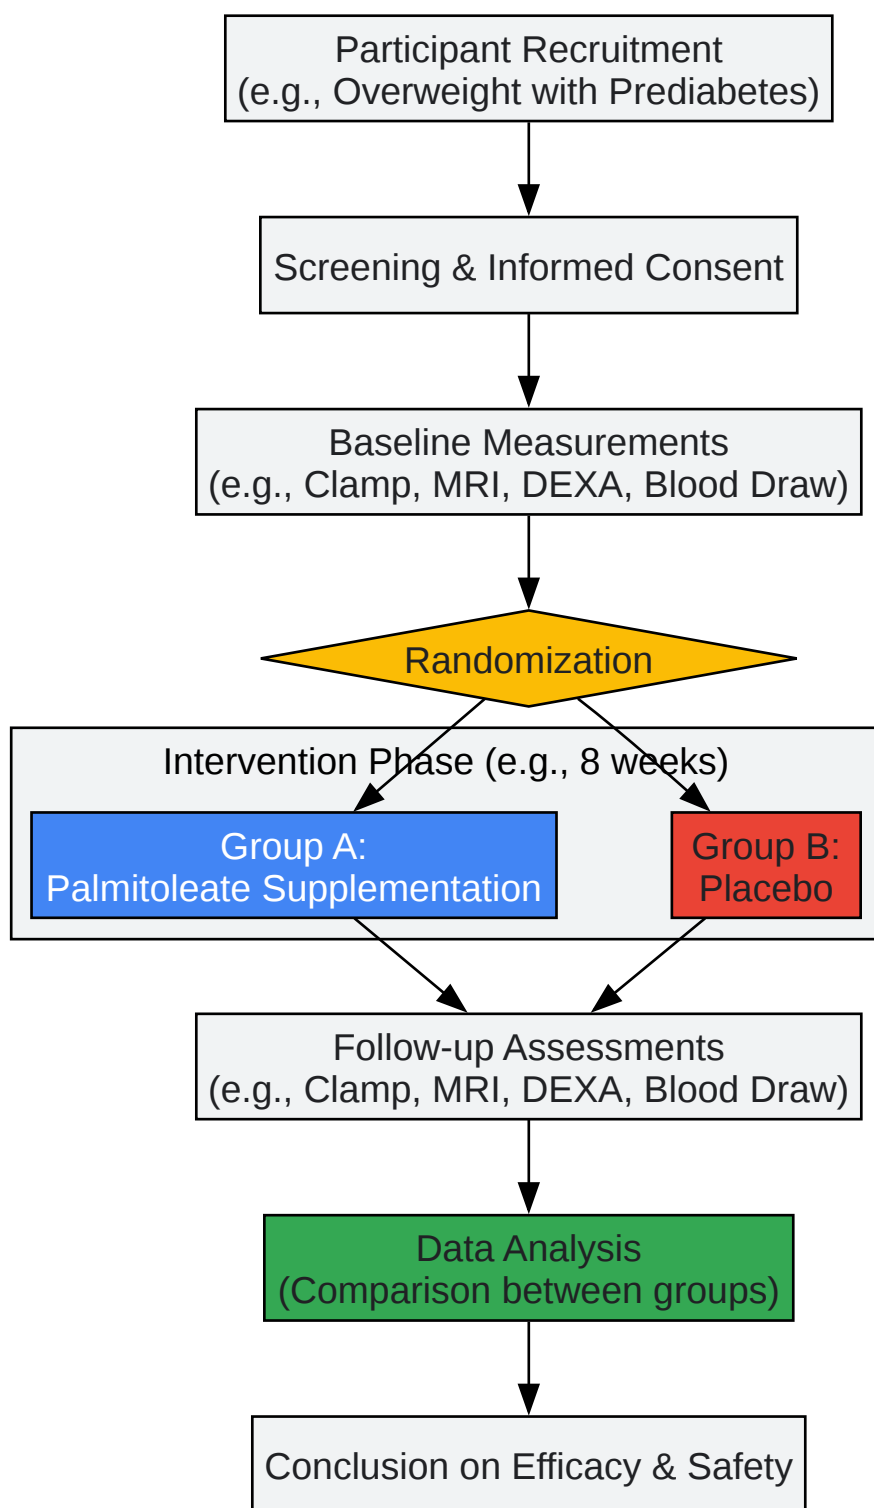 Participant Recruitment
(e.g., Overweight with Prediabetes)
Screening & Informed Consent
Baseline Measurements
(e.g., Clamp, MRI, DEXA, Blood Draw)
Randomization
Intervention Phase (e.g., 8 weeks)
Group A:
Palmitoleate Supplementation
Group B:
Placebo
Follow-up Assessments
(e.g., Clamp, MRI, DEXA, Blood Draw)
Data Analysis
(Comparison between groups)
Conclusion on Efficacy & Safety